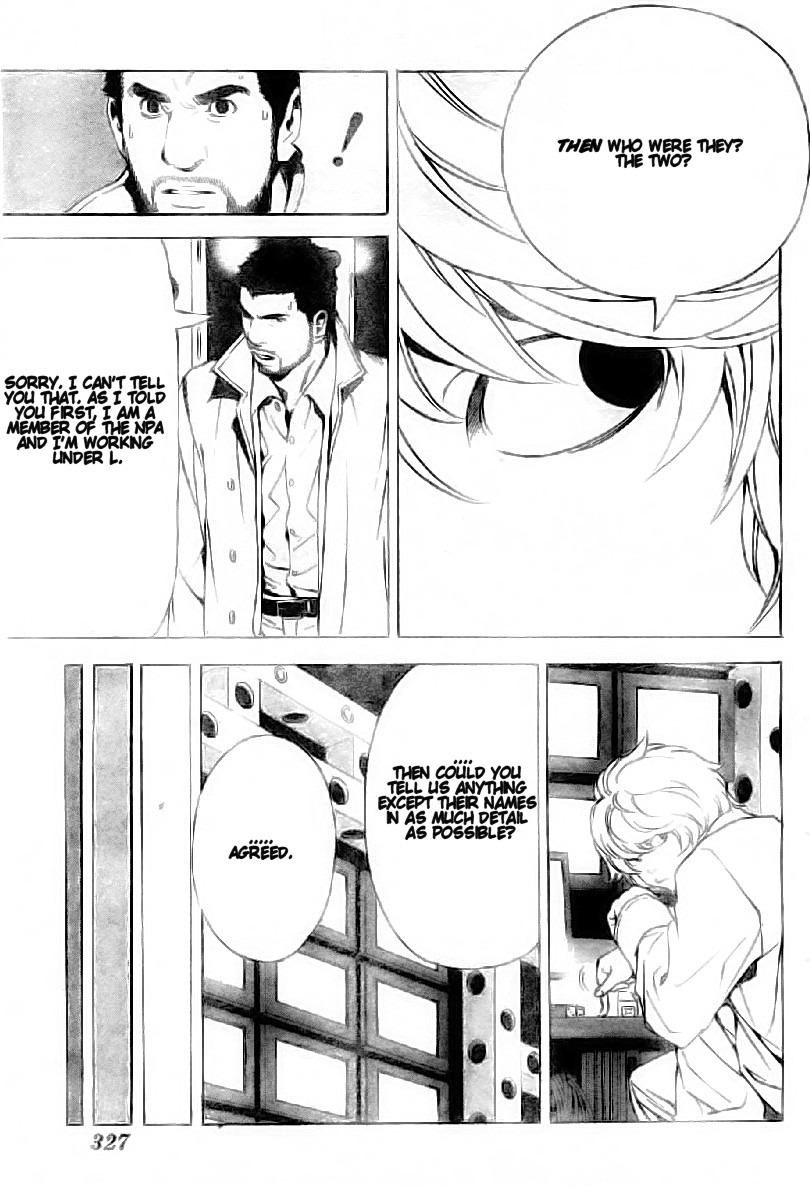 THEN WHO WERE THEY?
THE TWO?
!
SORRY. I CAN'T TELL
YOU THAT. AS I TOLD
YOU FIRST, I AM A
MEMBER OF THE NPA
AND I'M WORKNG
UNDER L.
....
THEN COULD YOU
TELL US ANYTHING
EXCEPT THEIR NAMES
IN AS MUCH DETAIL
AS POSSIBLE?
.....
AGREED.
327